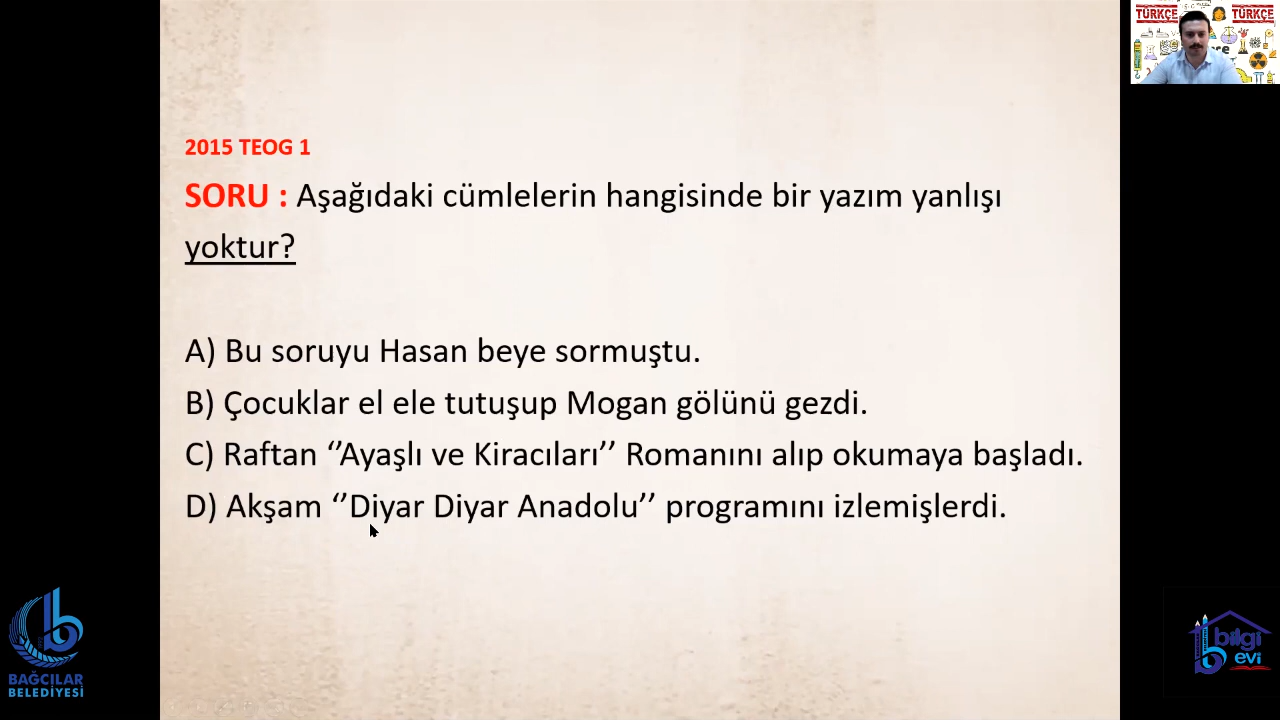 TÜRKÇE
TÜRKÇE
2015 TEOG 1
SORU : Aşağıdaki cümlelerin hangisinde bir yazım yanlışı
yoktur?
A) Bu soruyu Hasan beye sormuştu.
B) Çocuklar el ele tutuşup Mogan gölünü gezdi.
C) Raftan ‘’Ayaşlı ve Kiracıları’’ Romanını alıp okumaya başladı.
D) Akşam ‘’Diyar Diyar Anadolu’’ programını izlemişlerdi.
BAĞCILAR
BELEDİYESİ
bilgi
evi